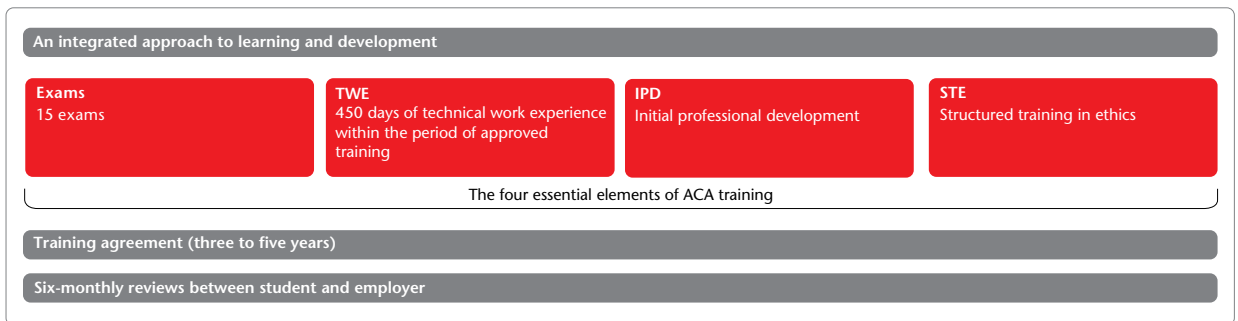 An integrated approach to learning and development
Exams
15 exams
TWE
450 days of technical work experience
within the period of approved
training
IPD
Initial professional development
STE
Structured training in ethics
The four essential elements of ACA training
Training agreement (three to five years)
Six-monthly reviews between student and employer